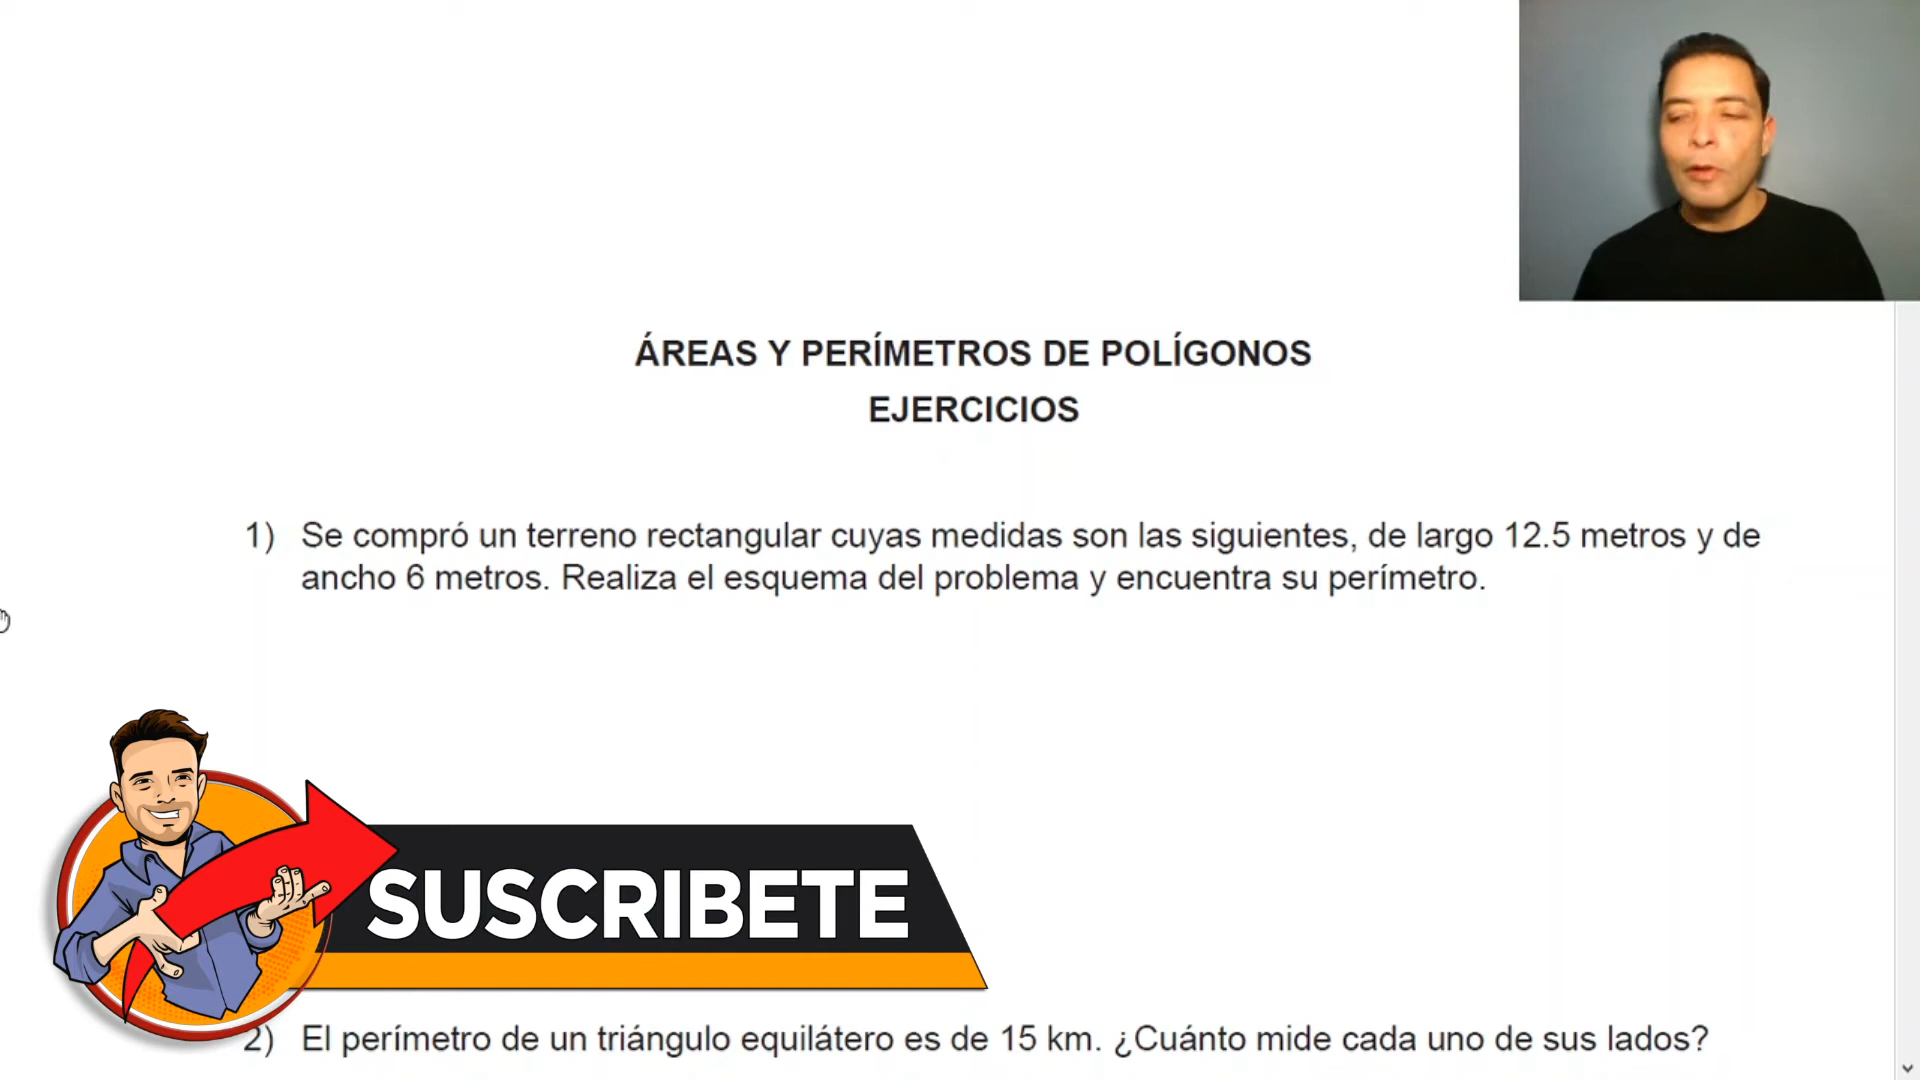 ÁREAS Y PERÍMETROS DE POLÍGONOS
EJERCICIOS
1) Se compró un terreno rectangular cuyas medidas son las siguientes, de largo 12.5 metros y de
ancho 6 metros. Realiza el esquema del problema y encuentra su perímetro.
SUSCRIBETE
2) El perímetro de un triángulo equilátero es de 15 km. ¿Cuánto mide cada uno de sus lados?